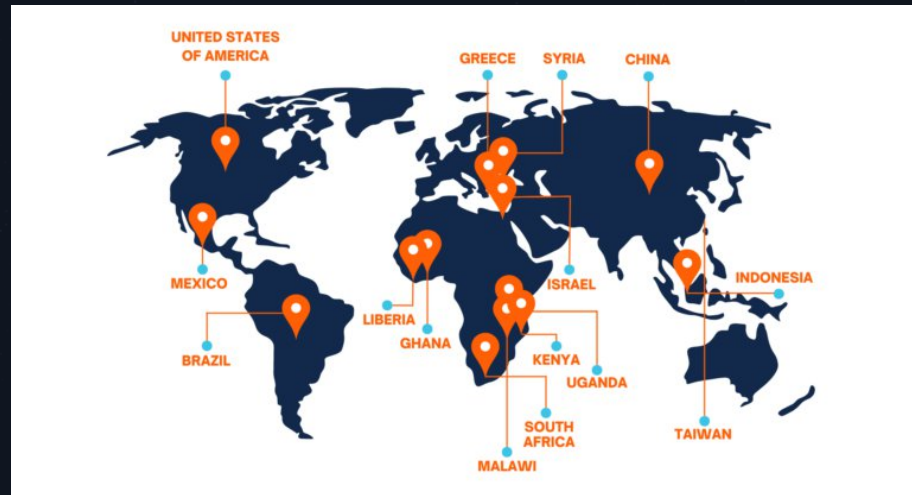 UNITED STATES
OF AMERICA
GREECE
SYRIA
CHINA
MEXICO
ISRAEL
INDONESIA
LIBERIA
GHANA
BRAZIL
KENYA
UGANDA
SOUTH
AFRICA
TAIWAN
MALAWI